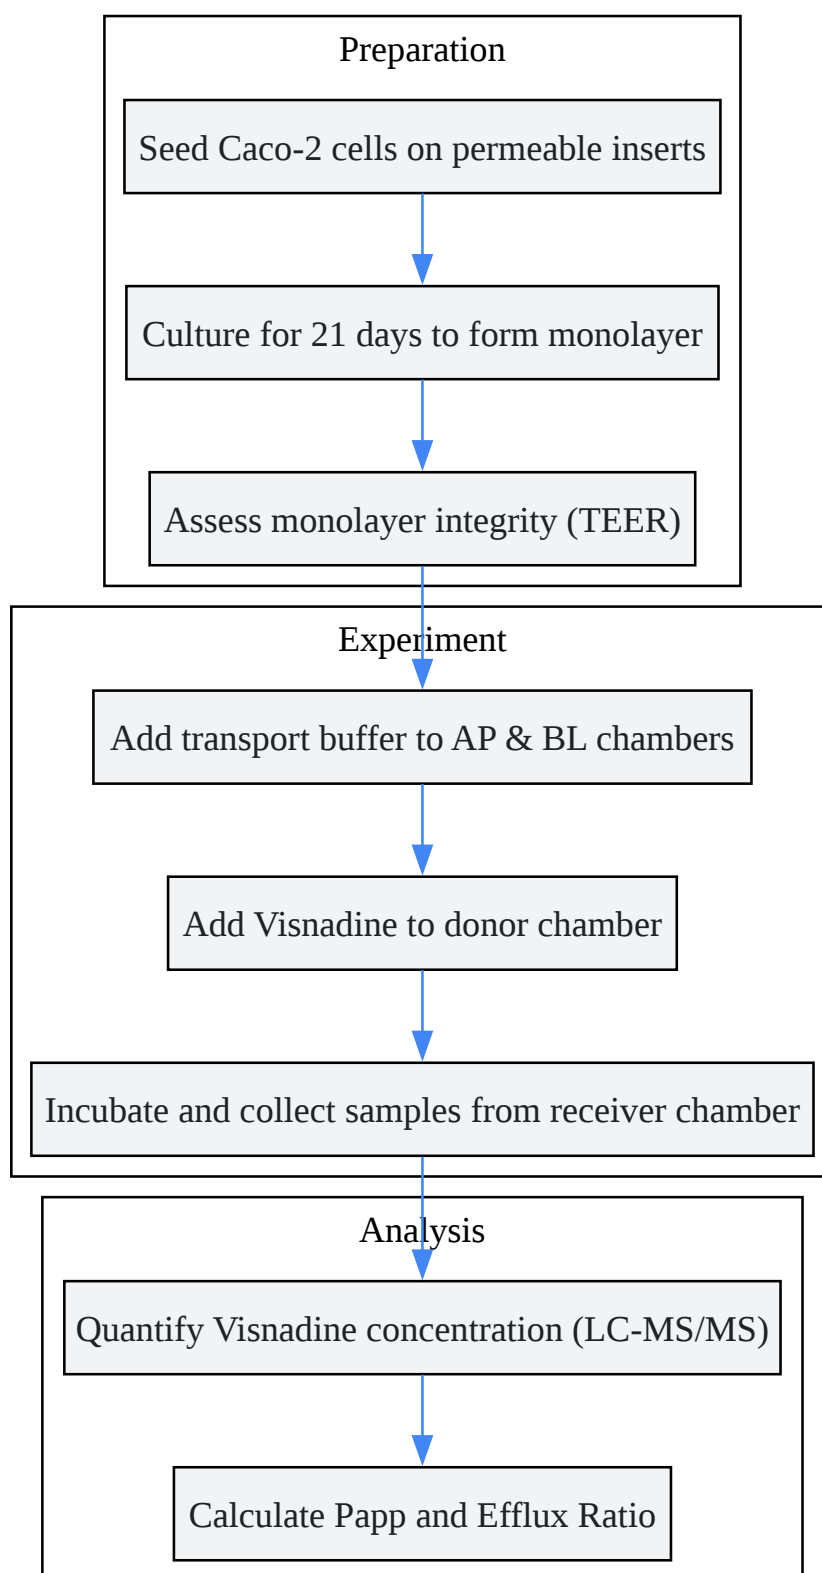 Preparation
Seed Caco-2 cells on permeable inserts
Culture for 21 days to form monolayer
Assess monolayer integrity (TEER)
Experiment
Add transport buffer to AP & BL chambers
Add Visnadine to donor chamber
Incubate and collect samples from receiver chamber
Analysis
Quantify Visnadine concentration (LC-MS/MS)
Calculate Papp and Efflux Ratio